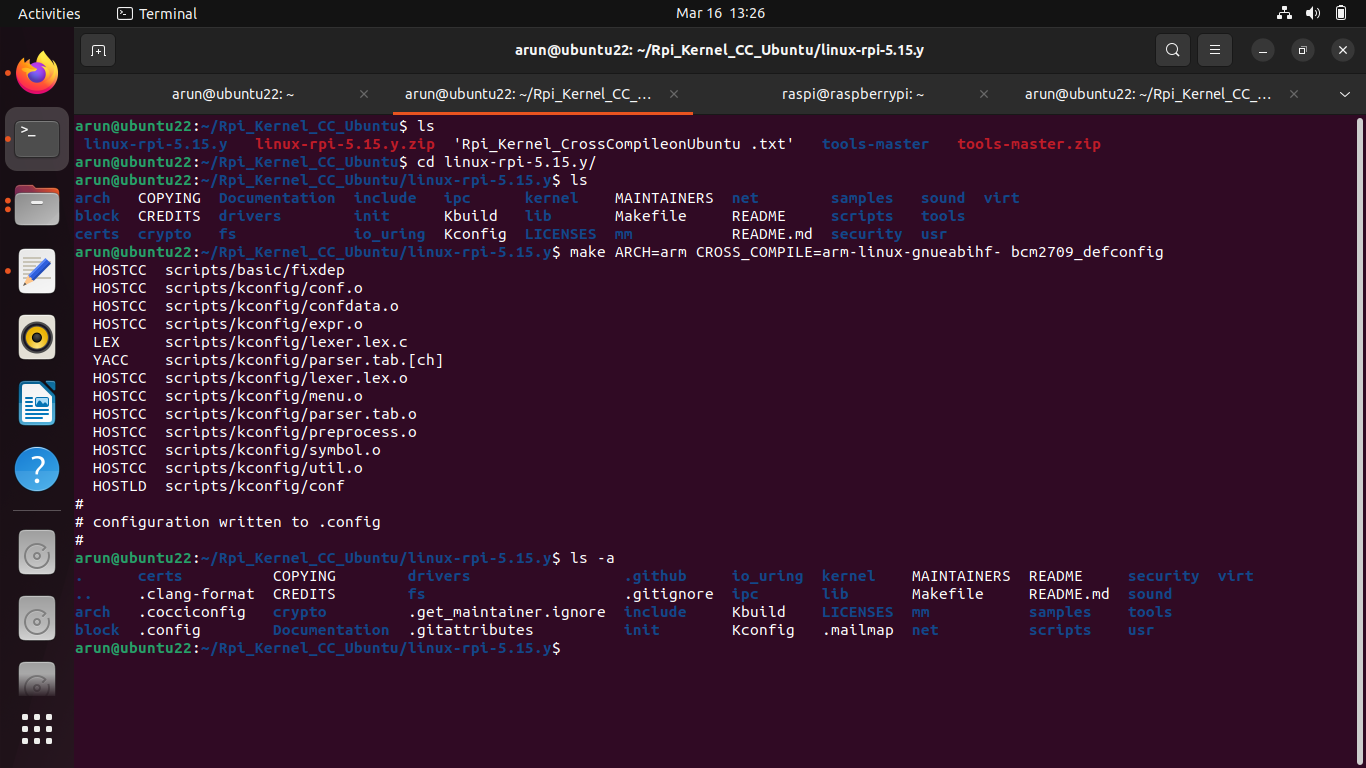 Activities Terminal Mar 16 13:26
arun@ubuntu22: ~/Rpi_Kernel_CC_Ubuntu/linux-rpi-5.15.y
arun@ubuntu22: ~ arun@ubuntu22: ~/Rpi_Kernel_CC_... raspi@raspberrypi: ~ arun@ubuntu22: ~/Rpi_Kernel_CC_...
arun@ubuntu22:~/Rpi_Kernel_CC_Ubuntu$ ls
linux-rpi-5.15.y linux-rpi-5.15.y.zip 'Rpi_Kernel_CrossCompileonUbuntu .txt' tools-master tools-master.zip
arun@ubuntu22:~/Rpi_Kernel_CC_Ubuntu$ cd linux-rpi-5.15.y/
arun@ubuntu22:~/Rpi_Kernel_CC_Ubuntu/linux-rpi-5.15.y$ ls
arch COPYING Documentation include ipc kernel MAINTAINERS net samples sound virt
block CREDITS drivers init Kbuild lib Makefile README scripts tools
certs crypto fs io_uring Kconfig LICENSES mm README.md security usr
arun@ubuntu22:~/Rpi_Kernel_CC_Ubuntu/linux-rpi-5.15.y$ make ARCH=arm CROSS_COMPILE=arm-linux-gnueabihf- bcm2709_defconfig
HOSTCC scripts/basic/fixdep
HOSTCC scripts/kconfig/conf.o
HOSTCC scripts/kconfig/confdata.o
HOSTCC scripts/kconfig/expr.o
LEX scripts/kconfig/lexer.lex.c
YACC scripts/kconfig/parser.tab.[ch]
HOSTCC scripts/kconfig/lexer.lex.o
HOSTCC scripts/kconfig/menu.o
HOSTCC scripts/kconfig/parser.tab.o
HOSTCC scripts/kconfig/preprocess.o
HOSTCC scripts/kconfig/symbol.o
HOSTCC scripts/kconfig/util.o
HOSTLD scripts/kconfig/conf
#
# configuration written to .config
#
arun@ubuntu22:~/Rpi_Kernel_CC_Ubuntu/linux-rpi-5.15.y$ ls -a
. certs COPYING drivers .github io_uring kernel MAINTAINERS README security virt
.. .clang-format CREDITS fs .gitignore ipc lib Makefile README.md sound
arch .cocciconfig crypto .get_maintainer.ignore include Kbuild LICENSES mm samples tools
block .config Documentation .gitattributes init Kconfig .mailmap net scripts usr
arun@ubuntu22:~/Rpi_Kernel_CC_Ubuntu/linux-rpi-5.15.y$